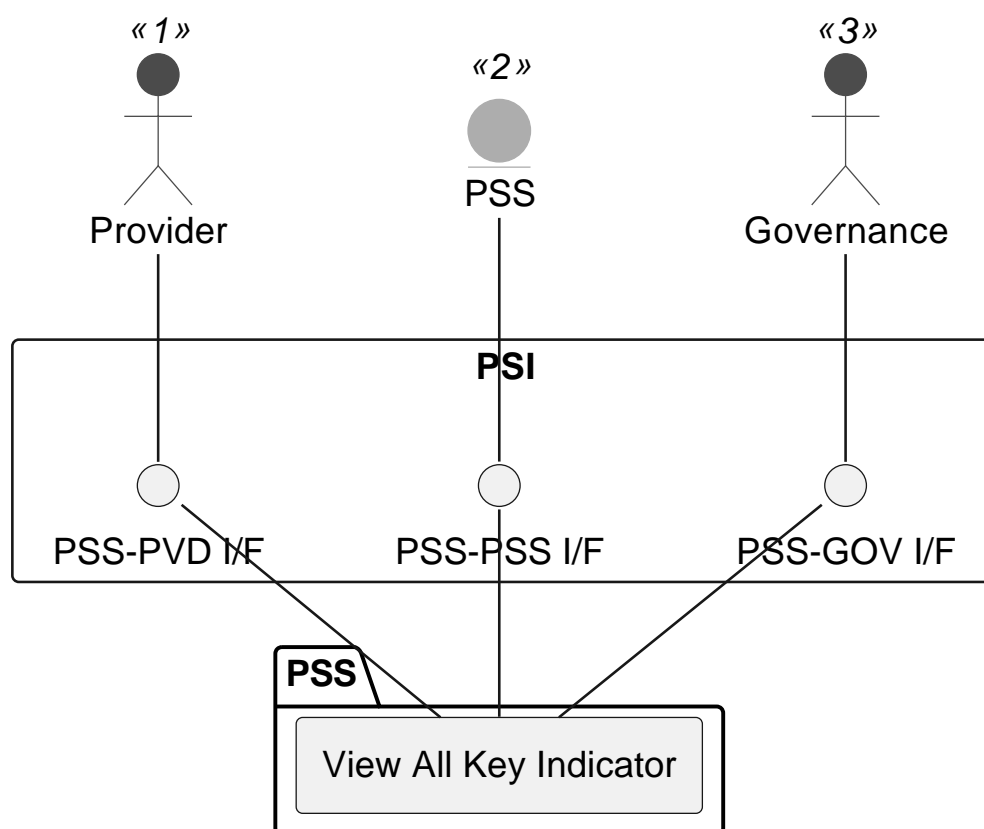 «1»
«2»
«3»
Provider
PSS
Governance
PSI
PSS-PVD I/F
PSS-PSS I/F
PSS-GOV I/F
PSS
View All Key Indicator